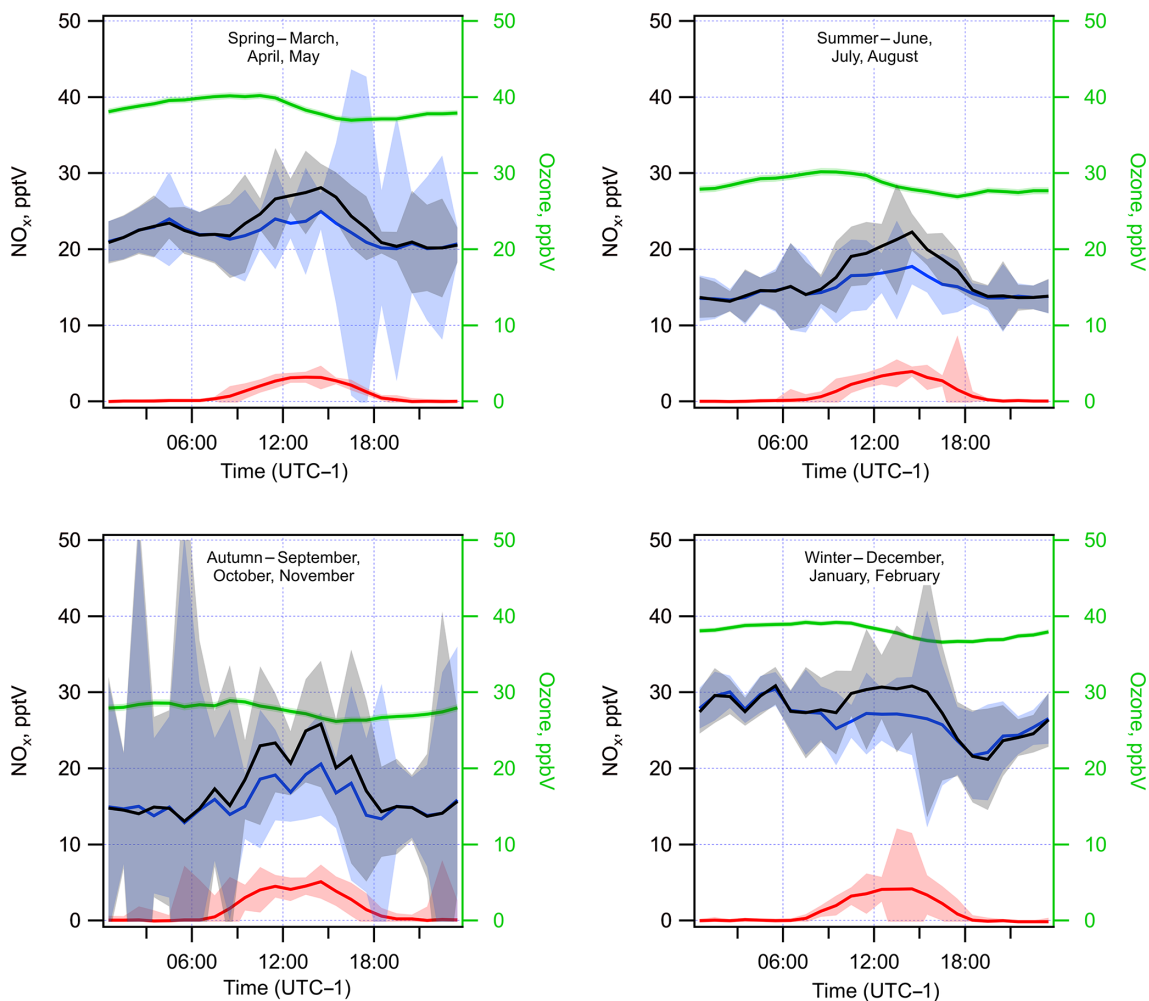 Spring – March,
April, May
50
40
30
20
10
0
NOx, pptV
50
40
30
20
10
0
Ozone, ppbV
06:00 12:00 18:00
Time (UTC–1)
Summer – June,
July, August
50
40
30
20
10
0
NOx, pptV
50
40
30
20
10
0
Ozone, ppbV
06:00 12:00 18:00
Time (UTC–1)
Autumn – September,
October, November
50
40
30
20
10
0
NOx, pptV
50
40
30
20
10
0
Ozone, ppbV
06:00 12:00 18:00
Time (UTC–1)
Winter – December,
January, February
50
40
30
20
10
0
NOx, pptV
50
40
30
20
10
0
Ozone, ppbV
06:00 12:00 18:00
Time (UTC–1)